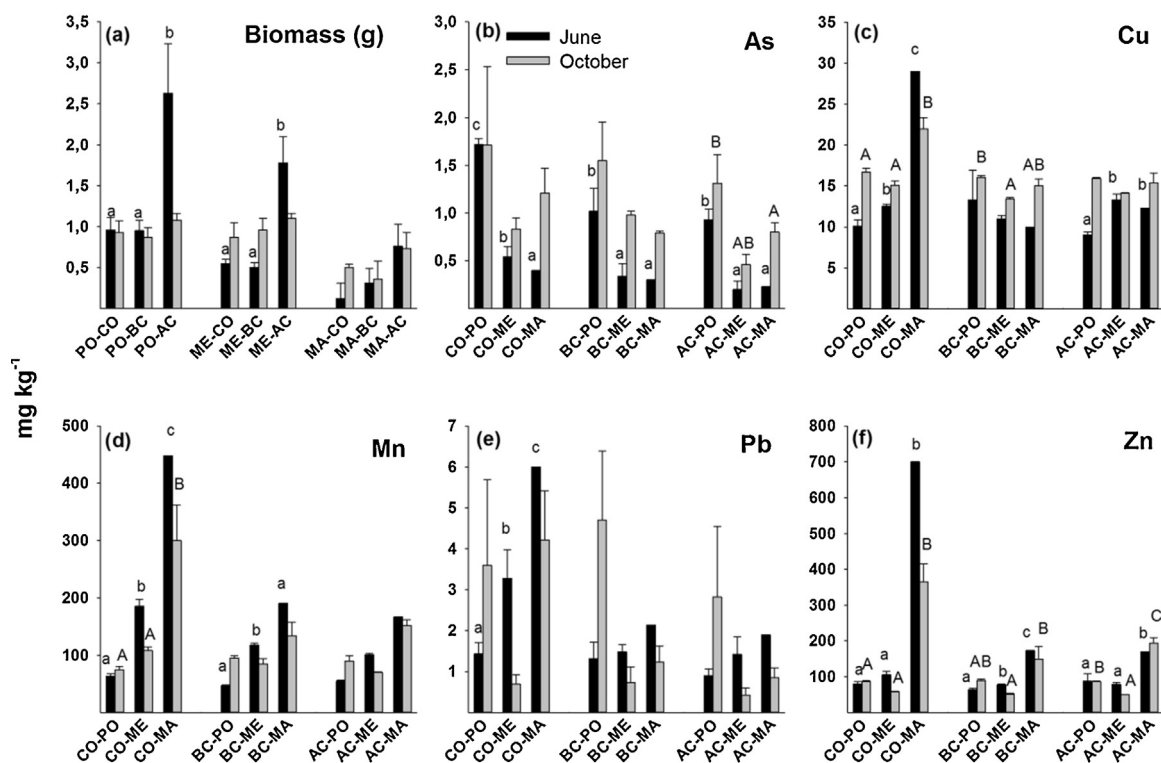 (a) Biomass (g)
3,5
3,0
2,5
2,0
1,5
1,0
0,5
a a b
a a b
PO-CO PO-BC PO-AC ME-CO ME-BC ME-AC MA-CO MA-BC MA-AC
(b) As
June
October
3,0
2,5
2,0
1,5
1,0
0,5
c b a b a a b B a AB a A
CO-PO CO-ME CO-MA BC-PO BC-ME BC-MA AC-PO AC-ME AC-MA
(c) Cu
35
30
25
20
15
10
5
a A b A c B B A AB a b b
CO-PO CO-ME CO-MA BC-PO BC-ME BC-MA AC-PO AC-ME AC-MA
mg kg-1
(d) Mn
500
400
300
200
100
a A b A c B a b a
CO-PO CO-ME CO-MA BC-PO BC-ME BC-MA AC-PO AC-ME AC-MA
(e) Pb
7
6
5
4
3
2
1
a b c
CO-PO CO-ME CO-MA BC-PO BC-ME BC-MA AC-PO AC-ME AC-MA
(f) Zn
800
700
600
500
400
300
200
100
a A a A b B a AB b A c B a B a A b C
CO-PO CO-ME CO-MA BC-PO BC-ME BC-MA AC-PO AC-ME AC-MA